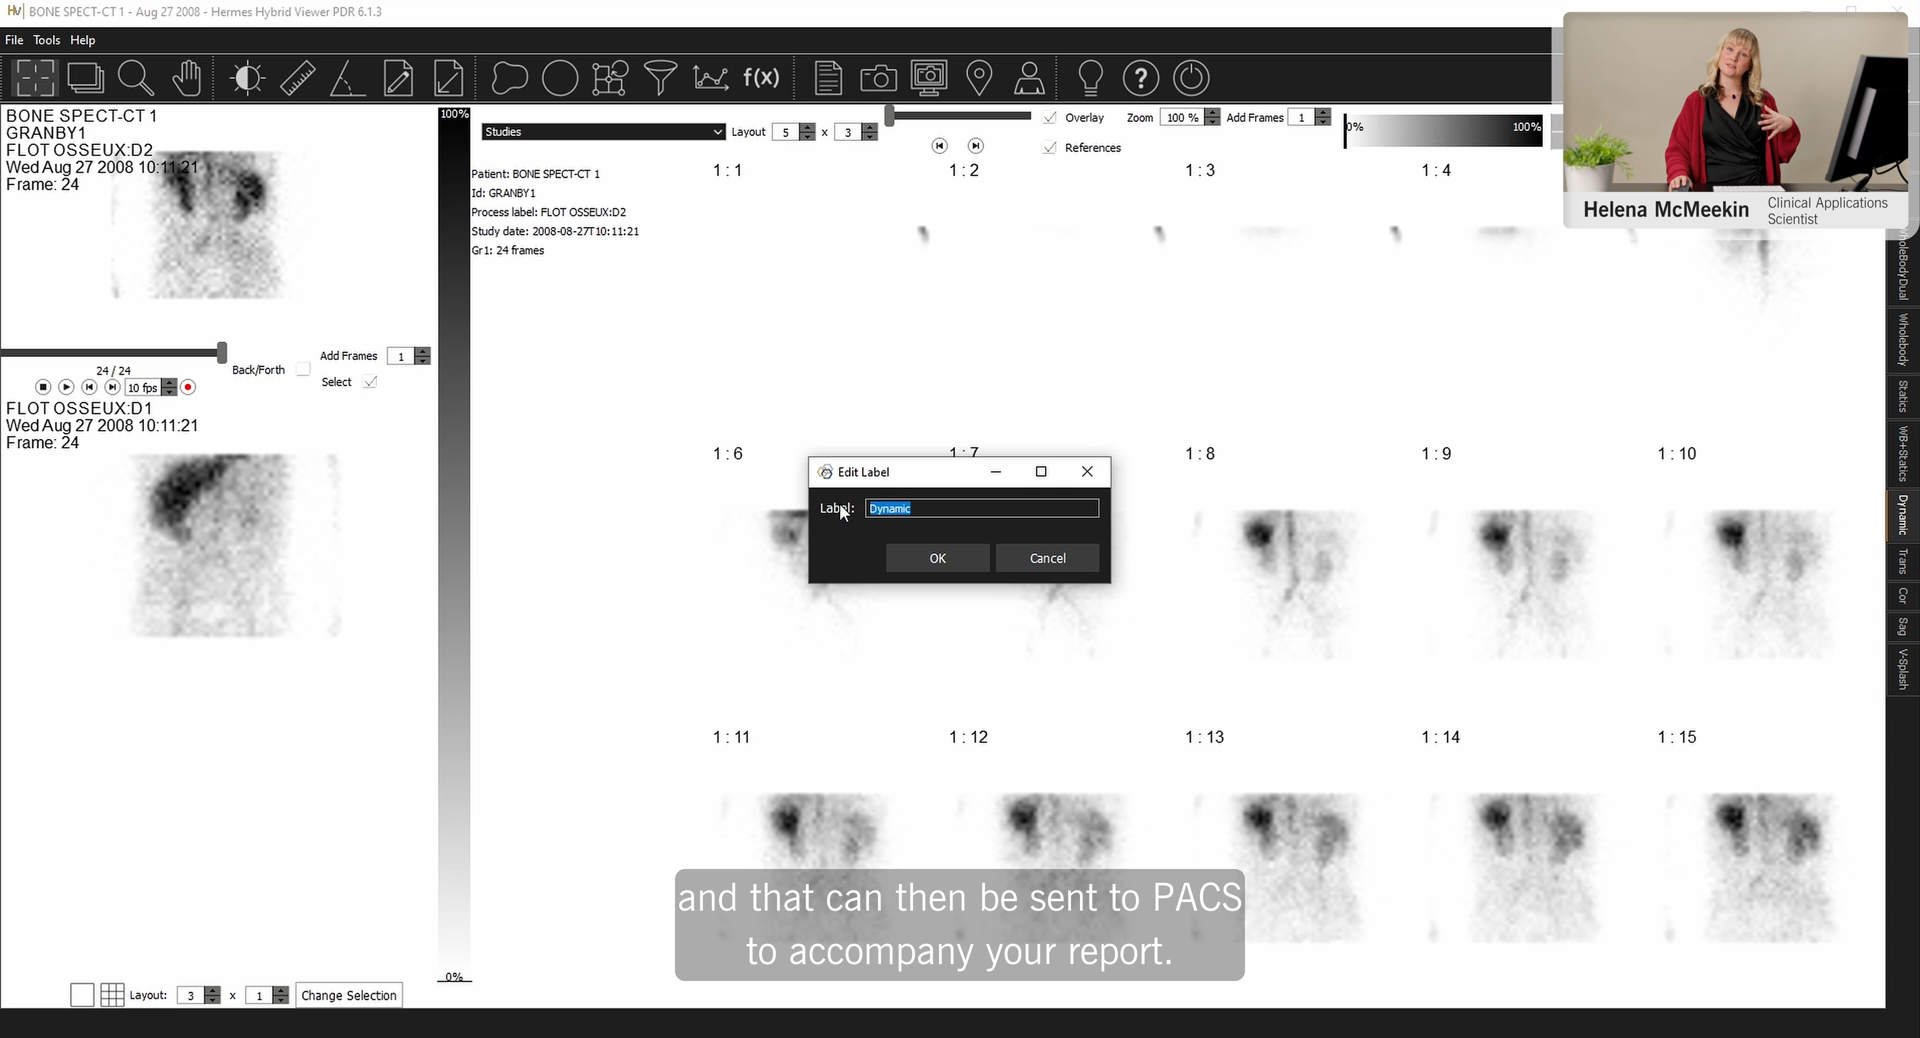 BONE SPECT-CT 1 - Aug 27 2008 - Hermes Hybrid Viewer PDR 6.1.3
File Tools Help
f(x)
BONE SPECT-CT 1
GRANBY1
FLOT OSSEUX:D2
Wed Aug 27 2008 10:11:21
Frame: 24
100%
Studies
Layout 5 x 3
Overlay
References
Zoom 100 %
Add Frames 1
0% 100%
Helena McMeekin
Clinical Applications
Scientist
Patient: BONE SPECT-CT 1
Id: GRANBY1
Process label: FLOT OSSEUX:D2
Study date: 2008-08-27T10:11:21
Gr1: 24 frames
1 : 1
1 : 2
1 : 3
1 : 4
24 / 24
10 fps
Back/Forth
Add Frames 1
Select
FLOT OSSEUX:D1
Wed Aug 27 2008 10:11:21
Frame: 24
1 : 6
1 : 7
1 : 8
1 : 9
1 : 10
Edit Label
Label: Dynamic
OK
Cancel
1 : 11
1 : 12
1 : 13
1 : 14
1 : 15
WholeBodyDual
Wholebody
Statics
WB+Statics
Dynamic
Trans
Cor
Sag
V-Splash
and that can then be sent to PACS
to accompany your report.
0%
Layout: 3 x 1
Change Selection